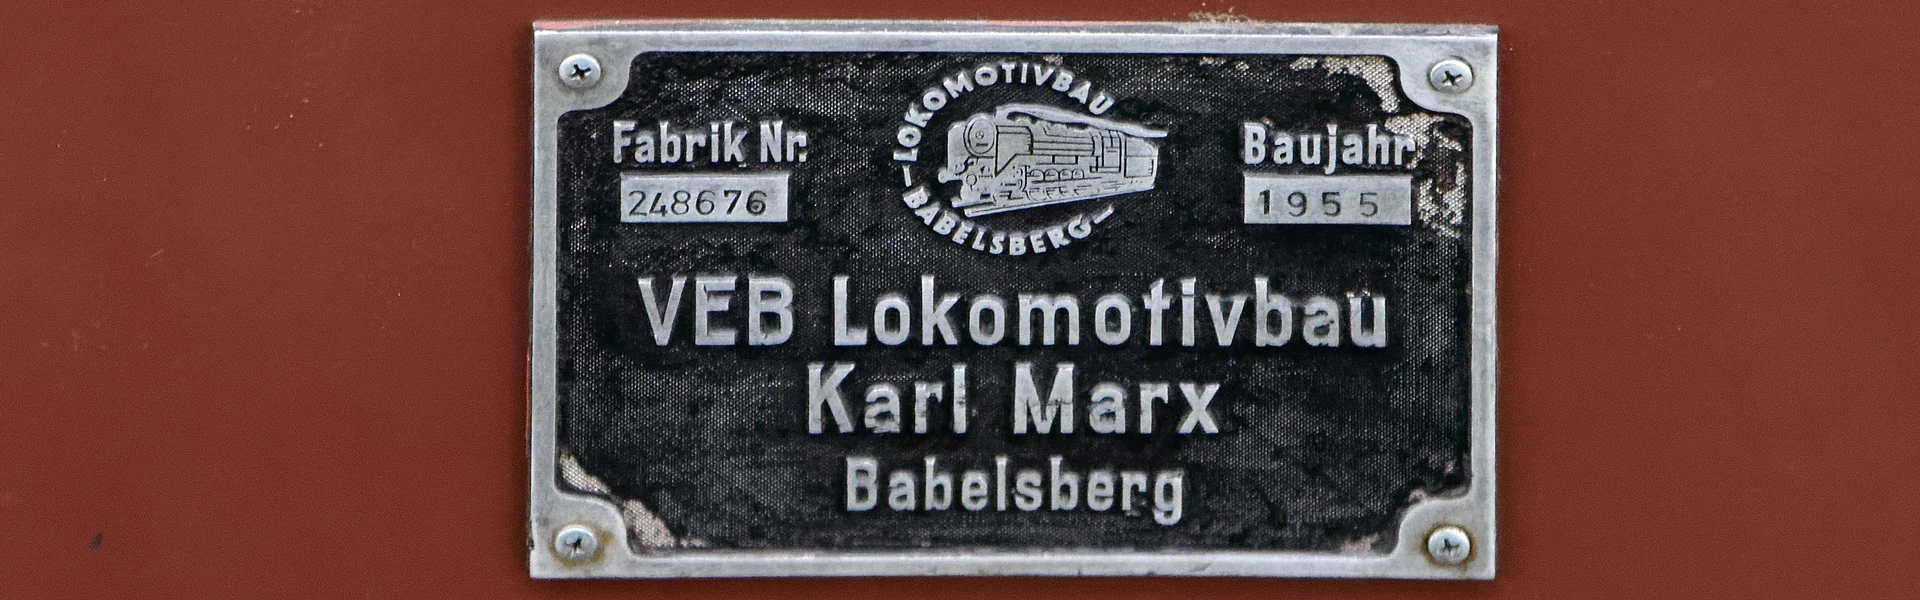 LOKOMOTIVBAU
BABELSBERG
Fabrik Nr.
248676
Baujahr
1955
VEB Lokomotivbau
Karl Marx
Babelsberg